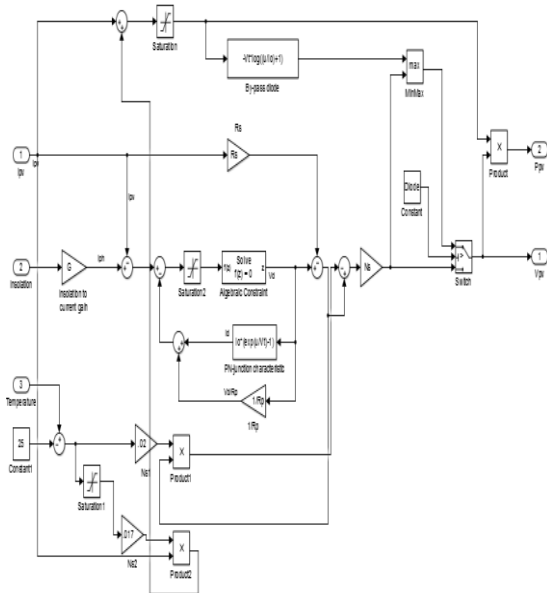 Saturation
-Vt*log((u/Io)+1)
By-pass diode
max
MinMax
Rs
Rs
1
Ipv
Ipv
Ipv
X
Product
2
Ppv
Diode
Constant
2
Insolation
G
Insolation to
current gain
Iph
Saturation2
f(z)
Solve
f(z) = 0
z
Algebraic Constraint
Vd
Ns
Switch
1
Vpv
Id
Io*(exp(u/Vt)-1)
PN-junction characteristic
Vd/Rp
1/Rp
1/Rp
3
Temperature
25
Constant1
.02
Ns1
X
Product1
Saturation1
.017
Ns2
X
Product2